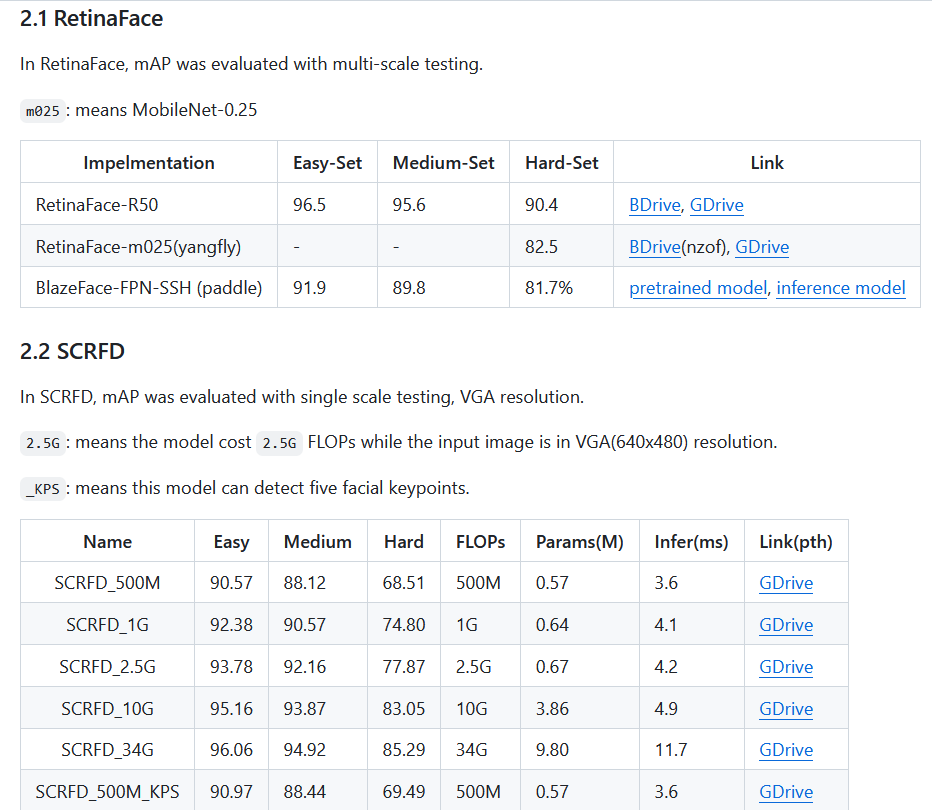 2.1 RetinaFace
In RetinaFace, mAP was evaluated with multi-scale testing.
m025 : means MobileNet-0.25
Impelmentation Easy-Set Medium-Set Hard-Set Link
RetinaFace-R50 96.5 95.6 90.4 BDrive, GDrive
RetinaFace-m025(yangfly) - - 82.5 BDrive(nzof), GDrive
BlazeFace-FPN-SSH (paddle) 91.9 89.8 81.7% pretrained model, inference model
2.2 SCRFD
In SCRFD, mAP was evaluated with single scale testing, VGA resolution.
2.5G : means the model cost 2.5G FLOPs while the input image is in VGA(640x480) resolution.
_KPS : means this model can detect five facial keypoints.
Name Easy Medium Hard FLOPs Params(M) Infer(ms) Link(pth)
SCRFD_500M 90.57 88.12 68.51 500M 0.57 3.6 GDrive
SCRFD_1G 92.38 90.57 74.80 1G 0.64 4.1 GDrive
SCRFD_2.5G 93.78 92.16 77.87 2.5G 0.67 4.2 GDrive
SCRFD_10G 95.16 93.87 83.05 10G 3.86 4.9 GDrive
SCRFD_34G 96.06 94.92 85.29 34G 9.80 11.7 GDrive
SCRFD_500M_KPS 90.97 88.44 69.49 500M 0.57 3.6 GDrive